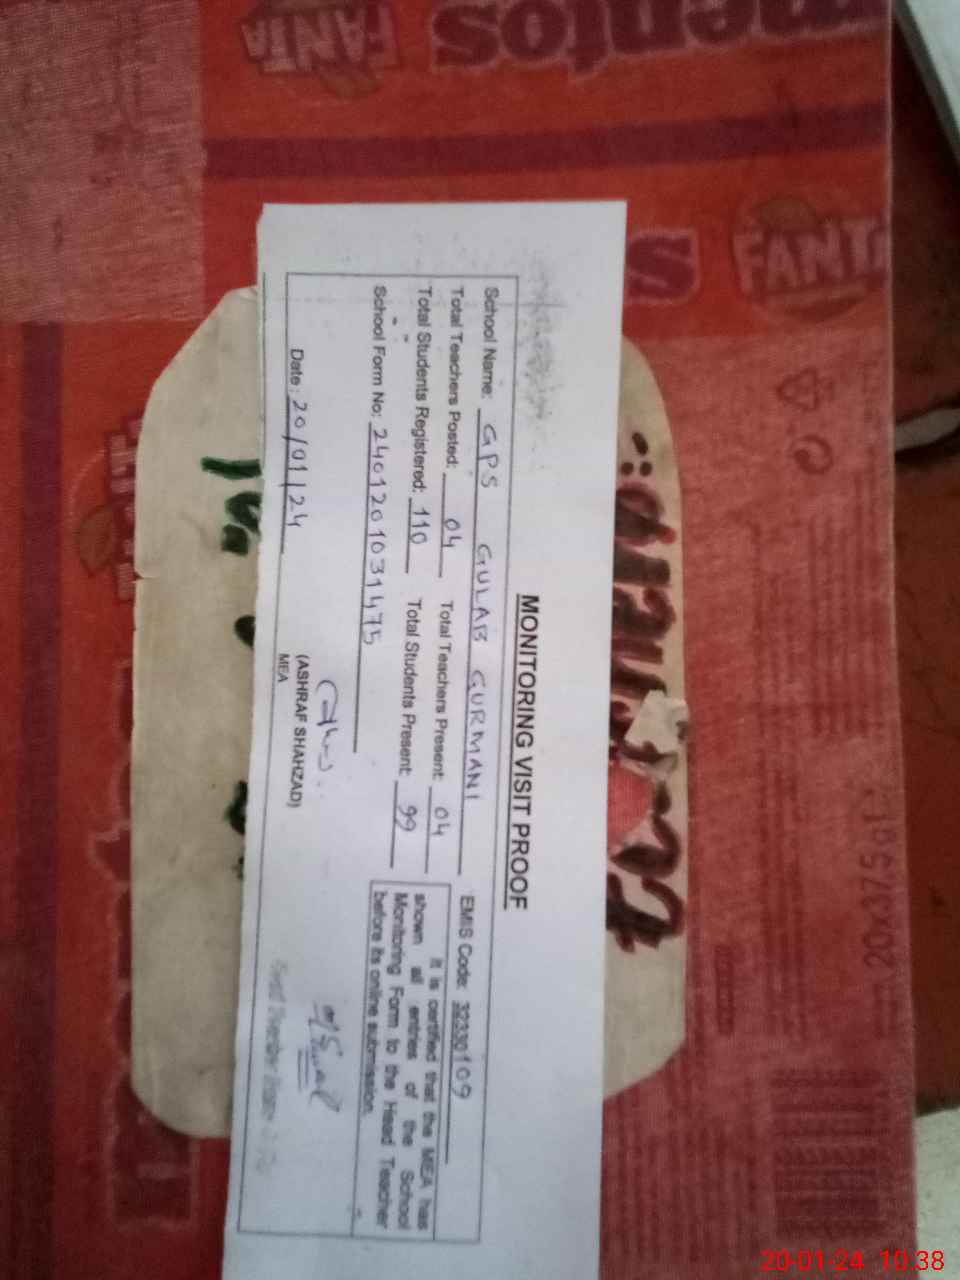 MONITORING VISIT PROOF
School Name: GPS GULAB GURMANI EMIS Code: 32330109
Total Teachers Posted: 04 Total Teachers Present: 04
Total Students Registered: 110 Total Students Present: 99
School Form No: 2401201031475
It is certified that the MEA has
shown all entries of the School
Monitoring Form to the Head Teacher
before its online submission.
Date: 20/01/24
(ASHRAF SHAHZAD)
MEA
mentos
FANTA
FANTA
20-01-24 10:38